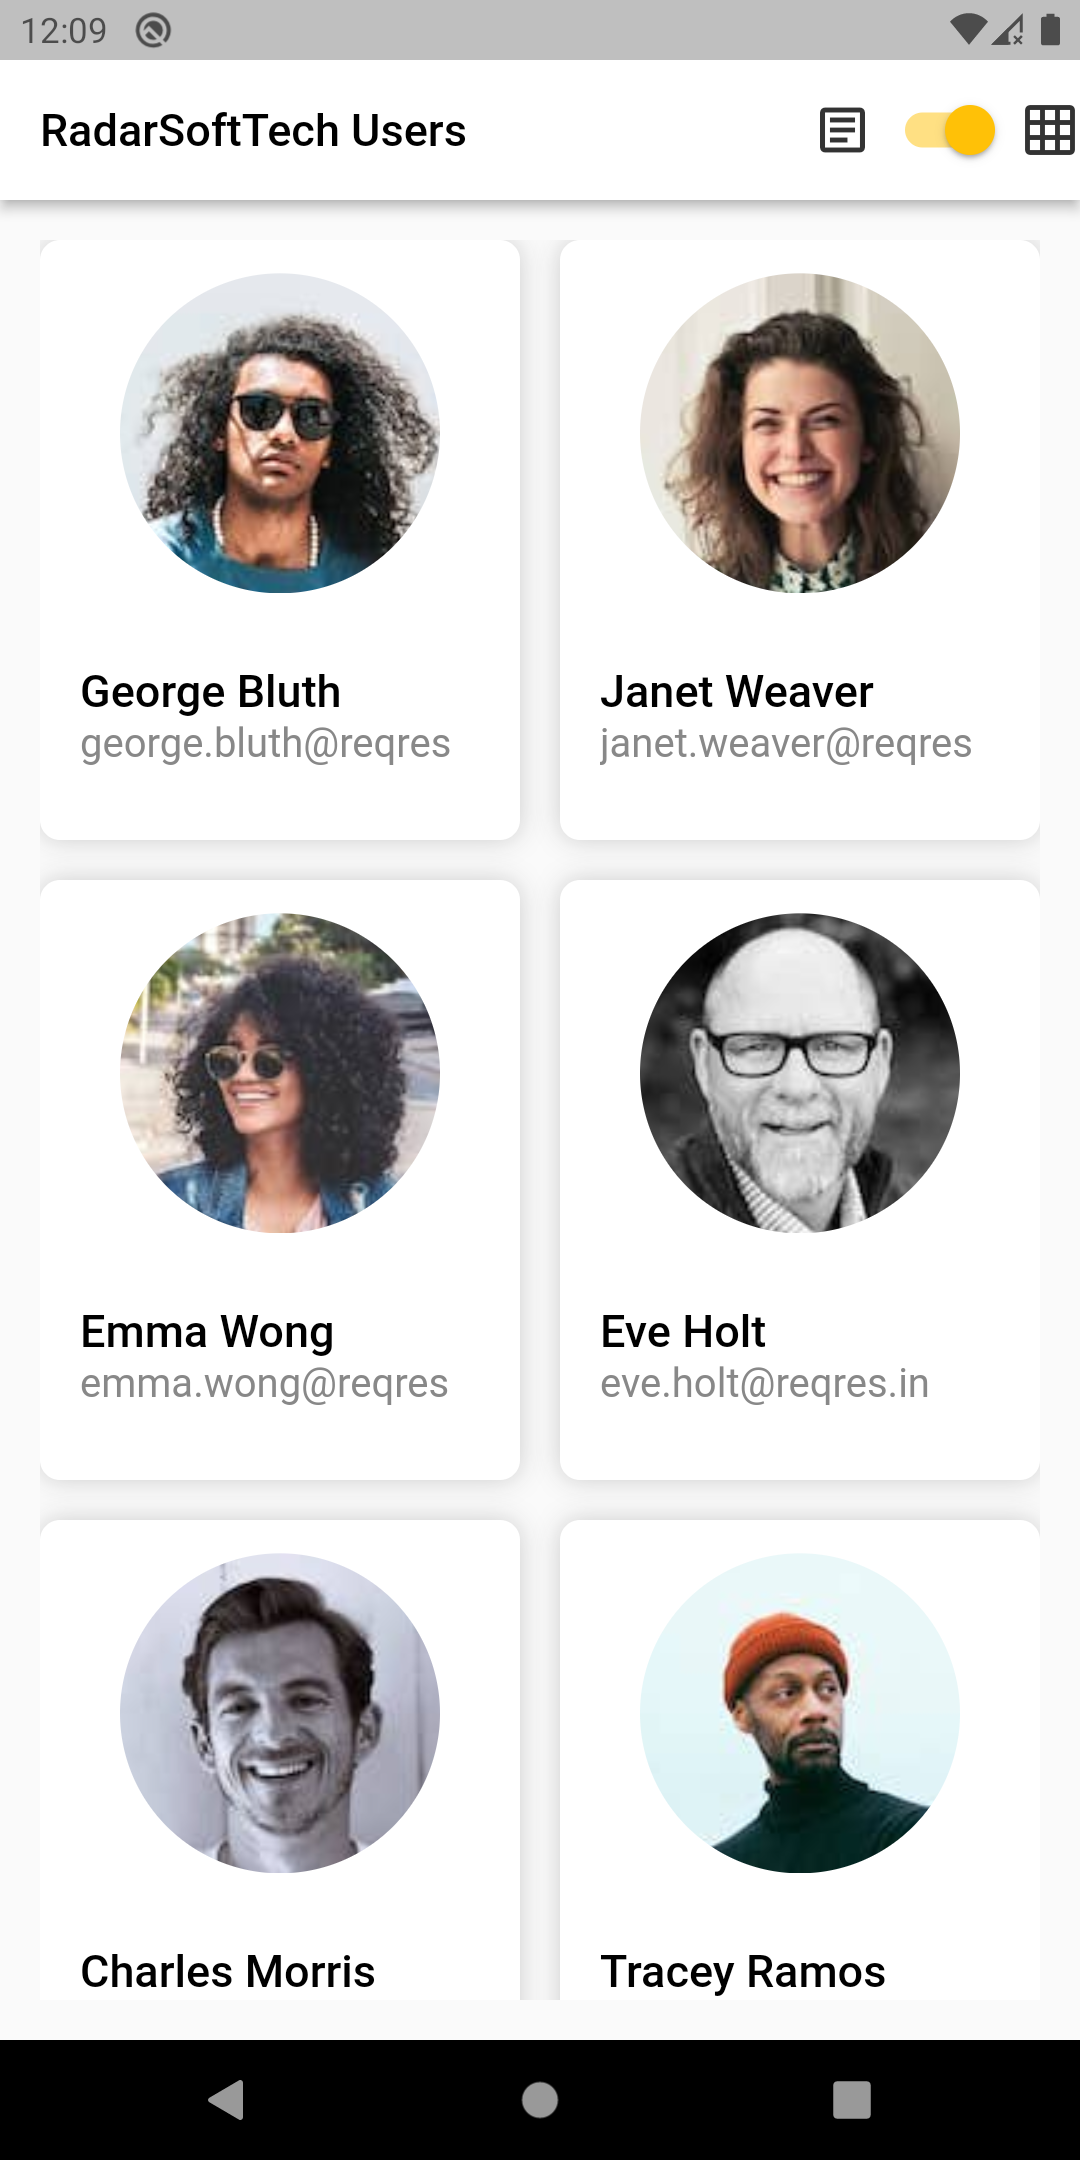 12:09
RadarSoftTech Users
George Bluth
george.bluth@reqres
Janet Weaver
janet.weaver@reqres
Emma Wong
emma.wong@reqres
Eve Holt
eve.holt@reqres.in
Charles Morris
Tracey Ramos